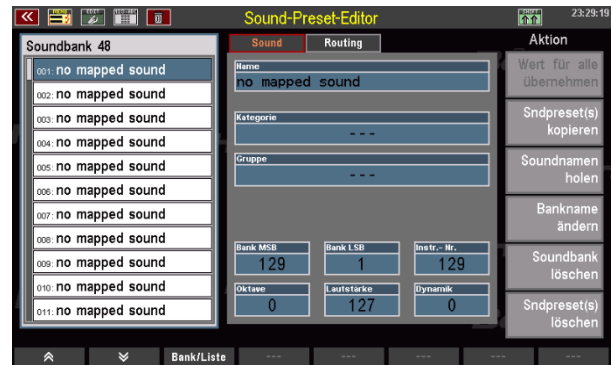 Sound-Preset-Editor
23:29:19
Soundbank 48
001: no mapped sound
002: no mapped sound
003: no mapped sound
004: no mapped sound
005: no mapped sound
006: no mapped sound
007: no mapped sound
008: no mapped sound
009: no mapped sound
010: no mapped sound
011: no mapped sound
Sound
Routing
Name
no mapped sound
Kategorie
---
Gruppe
---
Bank MSB
129
Bank LSB
1
Instr.- Nr.
129
Oktave
0
Lautstärke
127
Dynamik
0
Aktion
Wert für alle
übernehmen
Sndpreset(s)
kopieren
Soundnamen
holen
Bankname
ändern
Soundbank
löschen
Sndpreset(s)
löschen
Bank/Liste
---
---
---
---
---